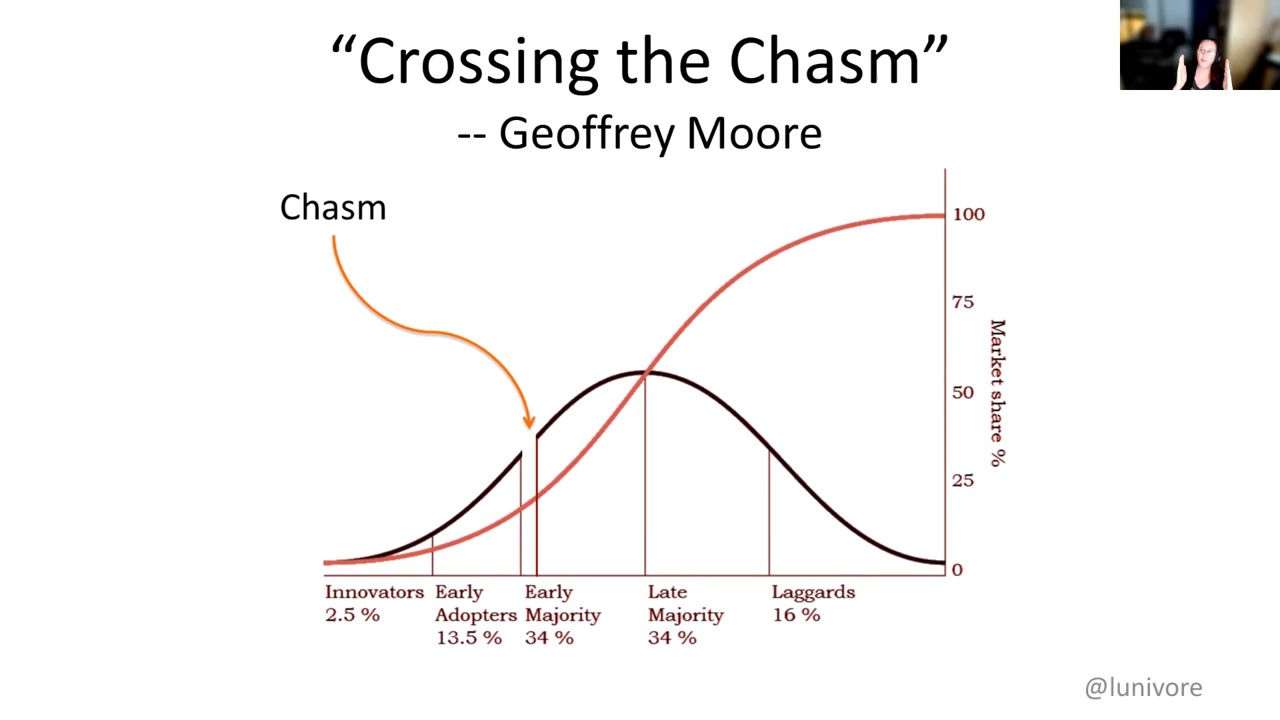 “Crossing the Chasm”
-- Geoffrey Moore
Chasm
100
75
50
25
0
Market share %
Innovators
2.5 %
Early
Adopters
13.5 %
Early
Majority
34 %
Late
Majority
34 %
Laggards
16 %
@lunivore